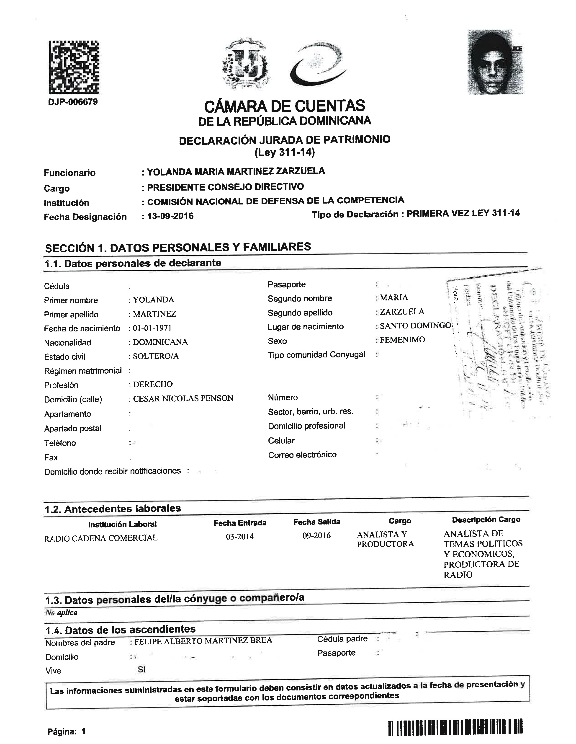 DJP-006679
CÁMARA DE CUENTAS
DE LA REPÚBLICA DOMINICANA
DECLARACIÓN JURADA DE PATRIMONIO
(Ley 311-14)
Funcionario : YOLANDA MARIA MARTINEZ ZARZUELA
Cargo : PRESIDENTE CONSEJO DIRECTIVO
Institución : COMISIÓN NACIONAL DE DEFENSA DE LA COMPETENCIA
Fecha Designación : 13-09-2016 Tipo de Declaración : PRIMERA VEZ LEY 311-14
SECCIÓN 1. DATOS PERSONALES Y FAMILIARES
1.1. Datos personales de declarante
Cédula : Pasaporte :
Primer nombre : YOLANDA Segundo nombre : MARIA
Primer apellido : MARTINEZ Segundo apellido : ZARZUELA
Fecha de nacimiento : 01-01-1971 Lugar de nacimiento : SANTO DOMINGO
Nacionalidad : DOMINICANA Sexo : FEMENINO
Estado civil : SOLTERO/A Tipo comunidad Conyugal :
Régimen matrimonial :
Profesión : DERECHO
Domicilio (calle) : CESAR NICOLAS PENSON Número :
Apartamento : Sector, barrio, urb. res. :
Apartado postal : Domicilio profesional :
Teléfono : Celular :
Fax Correo electrónico :
Domicilio donde recibir notificaciones :
1.2. Antecedentes laborales
Institución Laboral Fecha Entrada Fecha Salida Cargo Descripción Cargo
RADIO CADENA COMERCIAL 03-2014 09-2016 ANALISTA Y PRODUCTORA ANALISTA DE
TEMAS POLITICOS
Y ECONOMICOS,
PRODUCTORA DE
RADIO
1.3. Datos personales del/la cónyuge o compañero/a
No aplica
1.4. Datos de los ascendientes
Nombres del padre : FELIPE ALBERTO MARTINEZ BREA Cédula padre :
Domicilio : Pasaporte :
Vive SI
Las informaciones suministradas en este formulario deben consistir en datos actualizados a la fecha de presentación y
estar soportadas con los documentos correspondientes
Página: 1